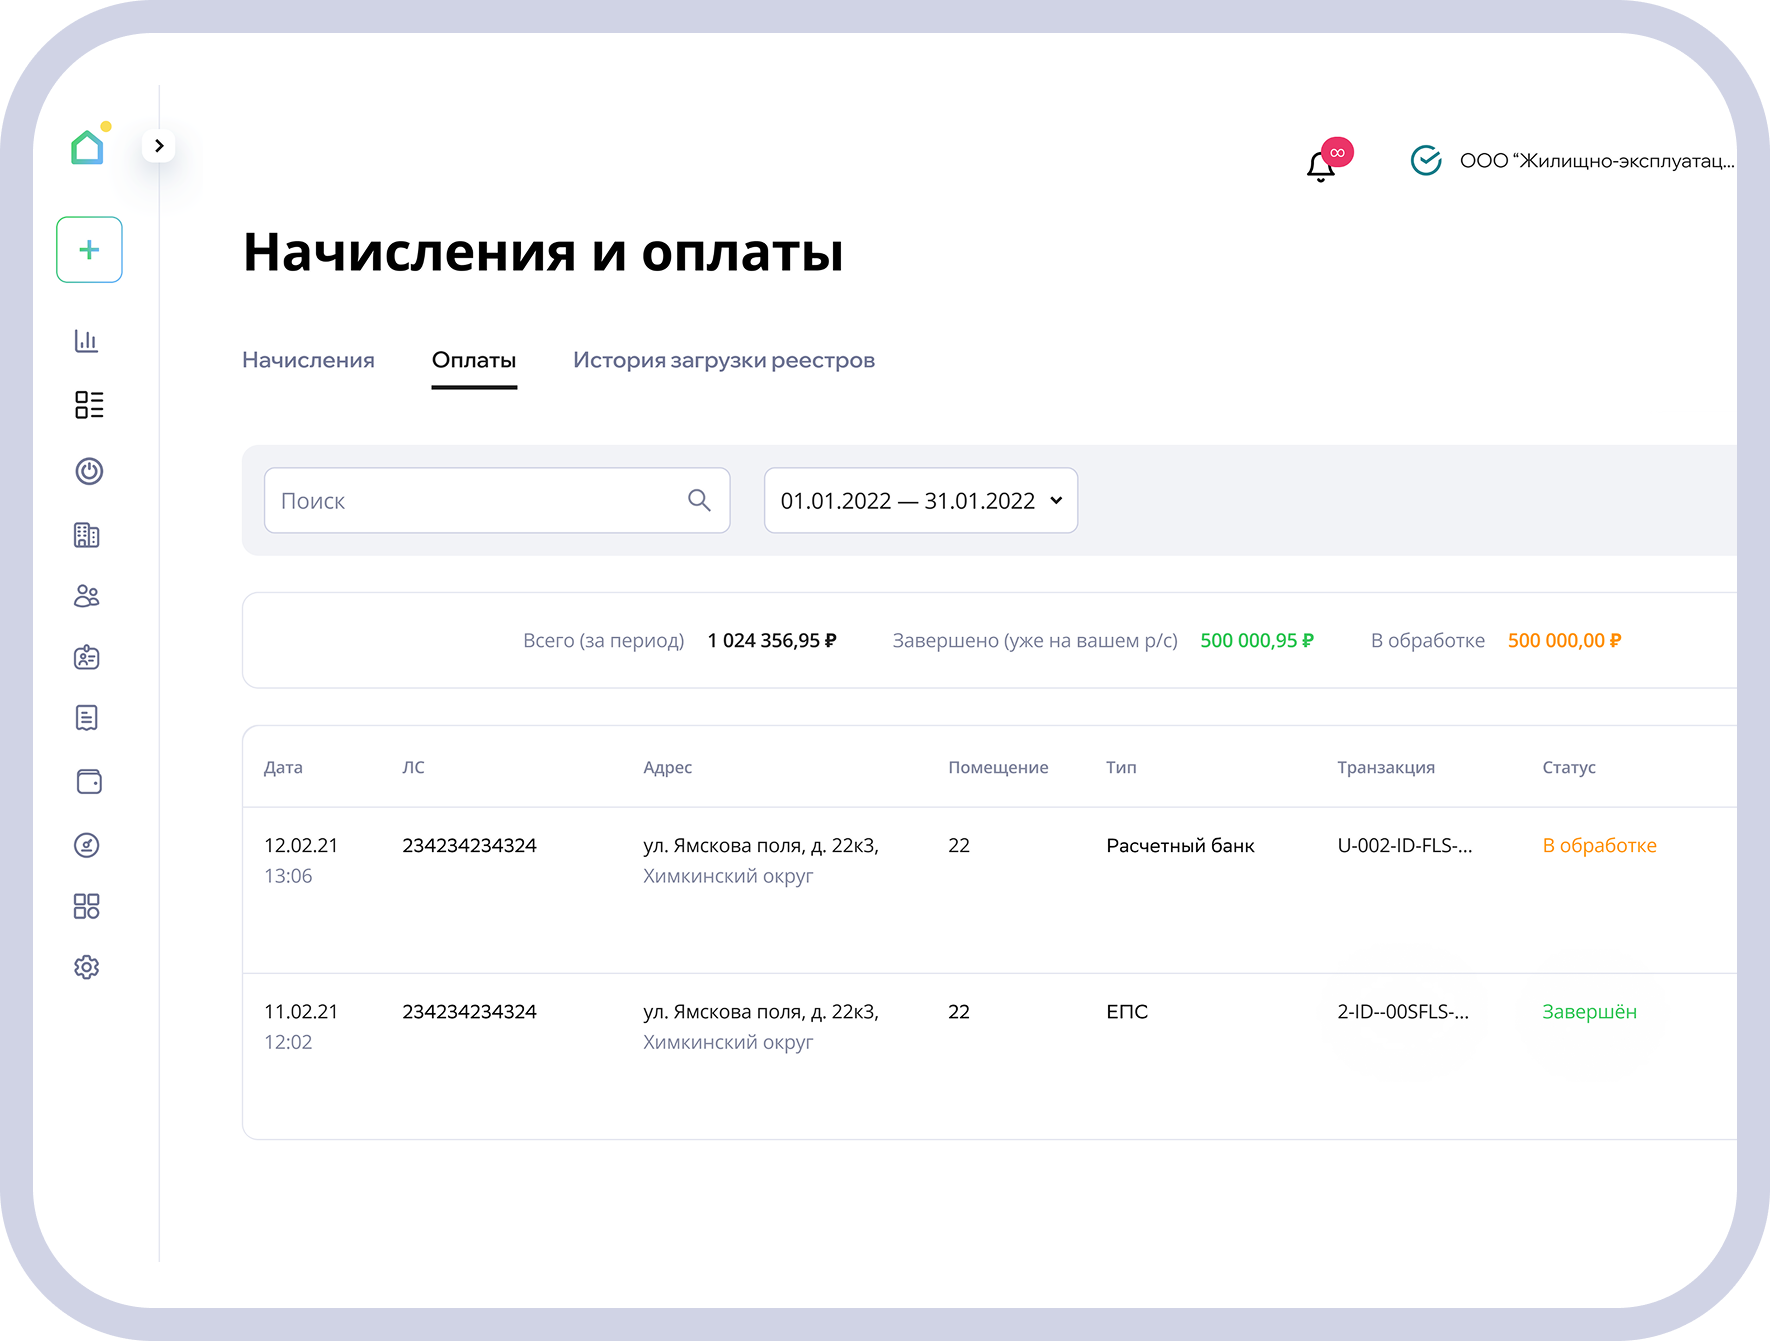 ∞
ООО “Жилищно-эксплуатац...
Начисления и оплаты
Начисления Оплаты История загрузки реестров
Поиск 01.01.2022 — 31.01.2022
Всего (за период) 1 024 356,95 ₽ Завершено (уже на вашем р/с) 500 000,95 ₽ В обработке 500 000,00 ₽
Дата ЛС Адрес Помещение Тип Транзакция Статус
12.02.21 234234234324 ул. Ямскова поля, д. 22к3, 22 Расчетный банк U-002-ID-FLS-... В обработке
13:06 Химкинский округ
11.02.21 234234234324 ул. Ямскова поля, д. 22к3, 22 ЕПС 2-ID--00SFLS-... Завершён
12:02 Химкинский округ